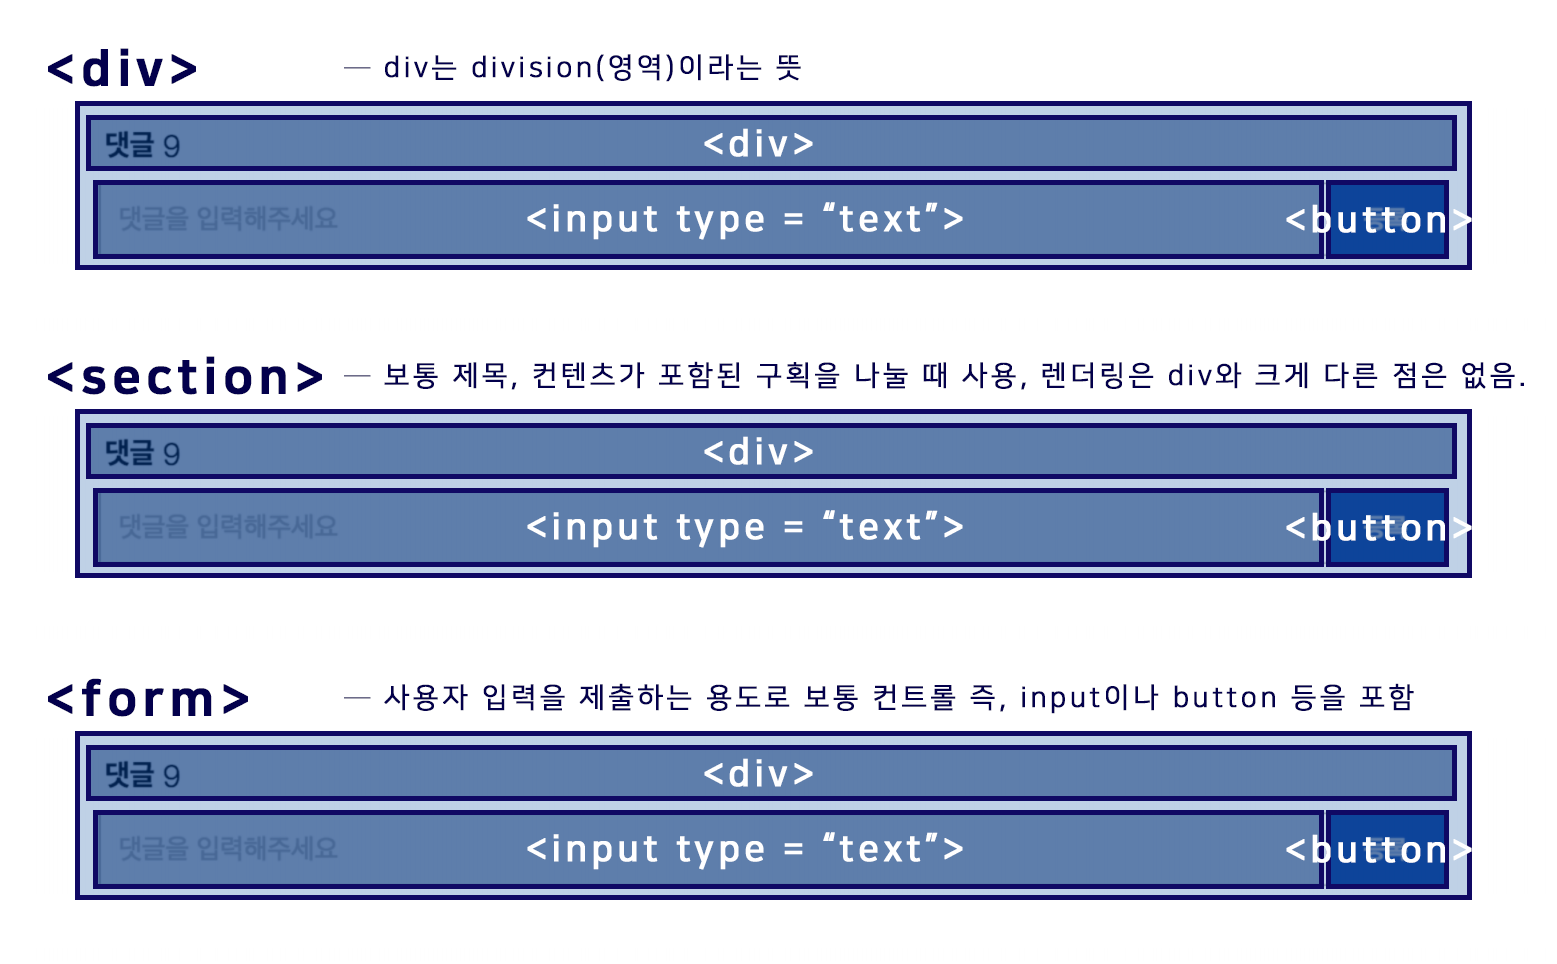 <div> — div는 division(영역)이라는 뜻
댓글 9 <div>
댓글을 입력해주세요 <input type = “text”> <button>
<section> — 보통 제목, 컨텐츠가 포함된 구획을 나눌 때 사용, 렌더링은 div와 크게 다른 점은 없음.
댓글 9 <div>
댓글을 입력해주세요 <input type = “text”> <button>
<form> — 사용자 입력을 제출하는 용도로 보통 컨트롤 즉, input이나 button 등을 포함
댓글 9 <div>
댓글을 입력해주세요 <input type = “text”> <button>